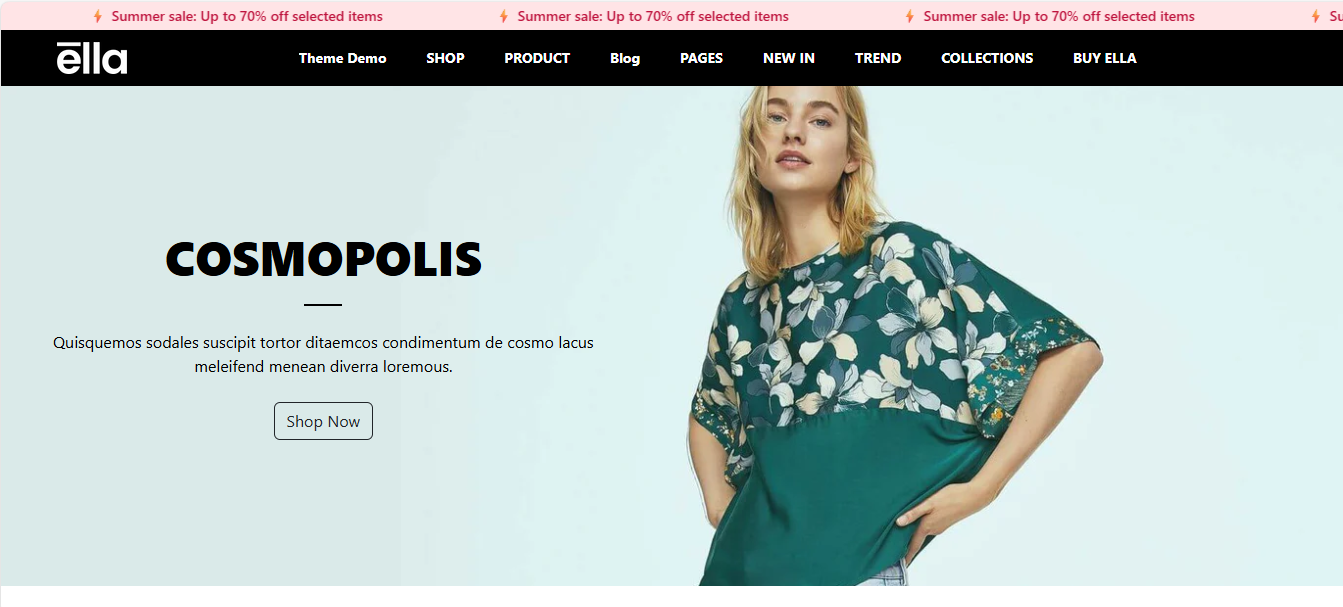 Summer sale: Up to 70% off selected items Summer sale: Up to 70% off selected items Summer sale: Up to 70% off selected items Su
ella Theme Demo SHOP PRODUCT Blog PAGES NEW IN TREND COLLECTIONS BUY ELLA
COSMOPOLIS
Quisquemos sodales suscipit tortor ditaemcos condimentum de cosmo lacus
meleifend menean diverra loremous.
Shop Now